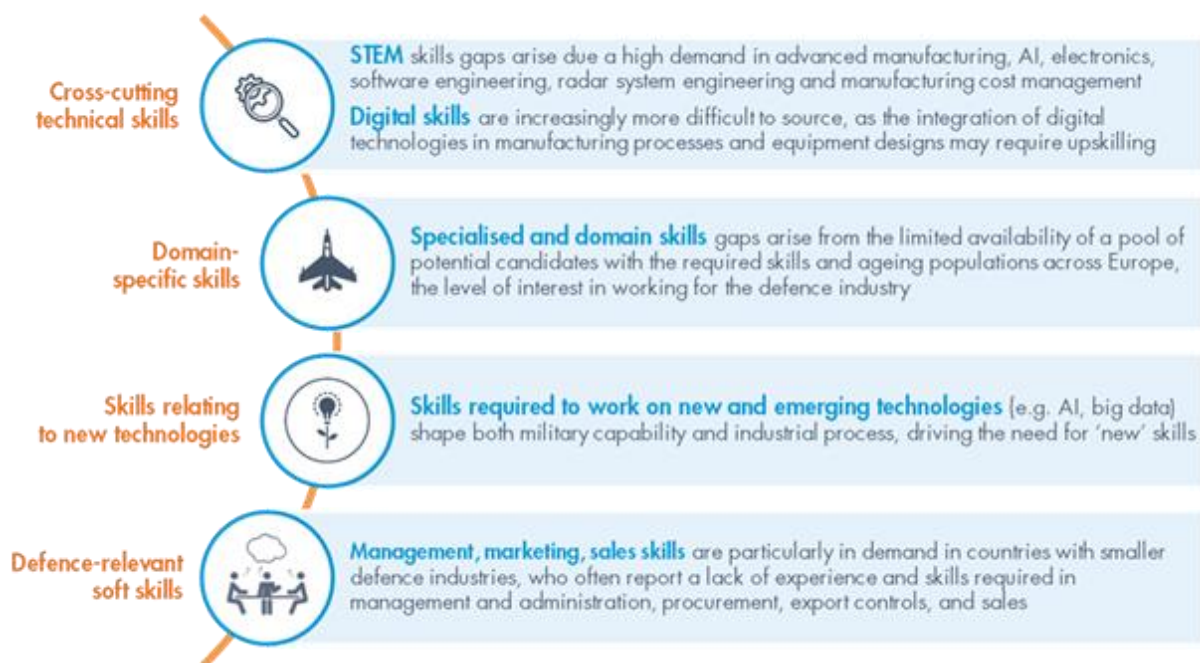 Cross-cutting
technical skills
STEM skills gaps arise due a high demand in advanced manufacturing, AI, electronics,
software engineering, radar system engineering and manufacturing cost management
Digital skills are increasingly more difficult to source, as the integration of digital
technologies in manufacturing processes and equipment designs may require upskilling
Domain-
specific skills
Specialised and domain skills gaps arise from the limited availability of a pool of
potential candidates with the required skills and ageing populations across Europe,
the level of interest in working for the defence industry
Skills relating
to new technologies
Skills required to work on new and emerging technologies (e.g. AI, big data)
shape both military capability and industrial process, driving the need for ‘new’ skills
Defence-relevant
soft skills
Management, marketing, sales skills are particularly in demand in countries with smaller
defence industries, who often report a lack of experience and skills required in
management and administration, procurement, export controls, and sales